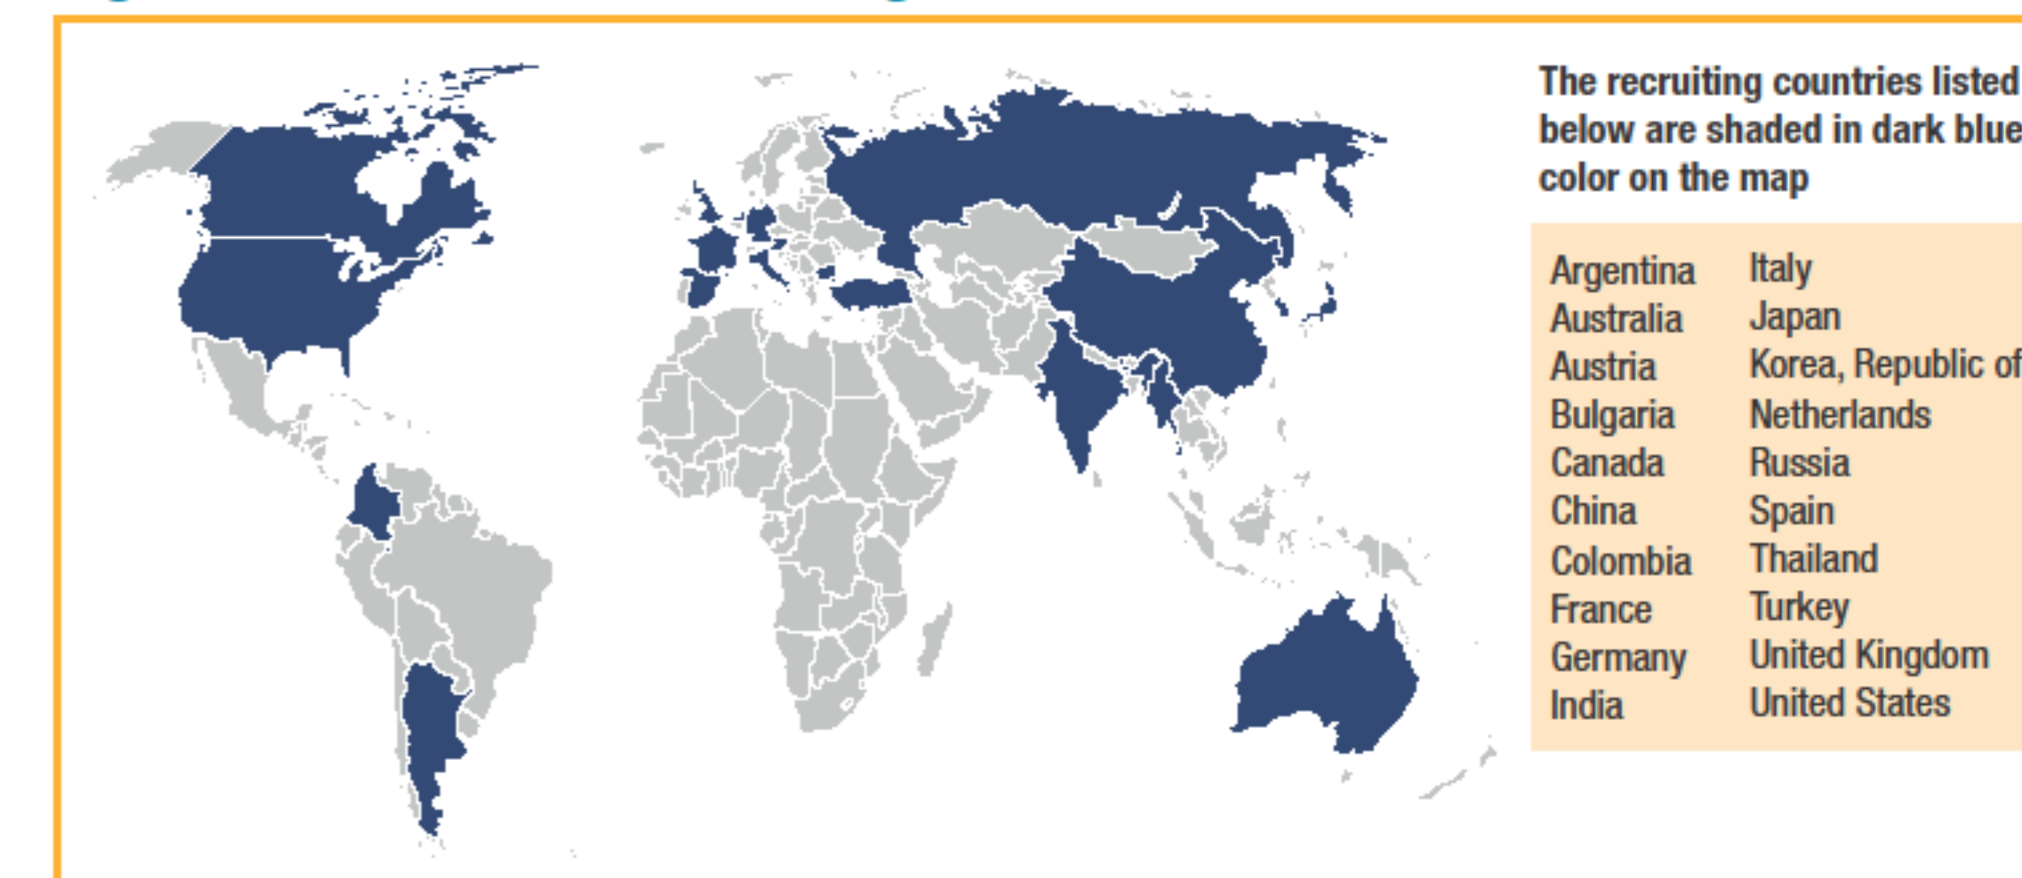 The recruiting countries listed
below are shaded in dark blue
color on the map
Argentina
Australia
Austria
Bulgaria
Canada
China
Colombia
France
Germany
India
Italy
Japan
Korea, Republic of
Netherlands
Russia
Spain
Thailand
Turkey
United Kingdom
United States